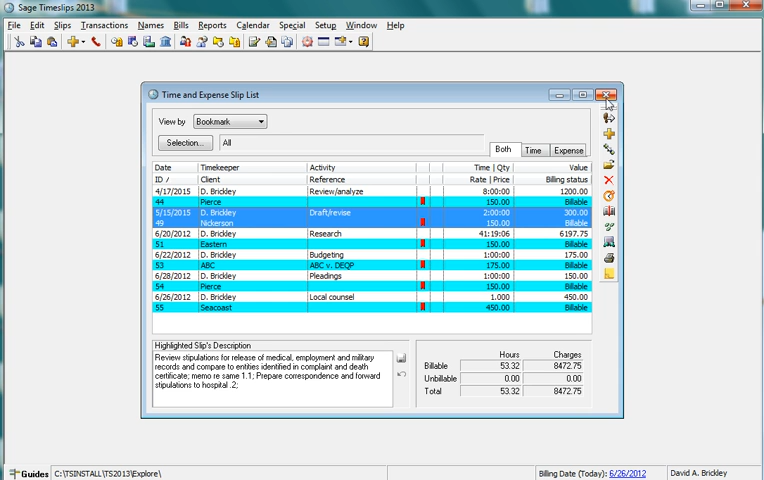 Sage Timeslips 2013
File Edit Slips Transactions Names Bills Reports Calendar Special Setup Window Help
Time and Expense Slip List
View by Bookmark
Selection... All
Both Time Expense
Date Timekeeper Activity Time | Qty Value
ID / Client Reference Rate | Price Billing status
4/17/2015 D. Brickley Review/analyze 8:00:00 1200.00
44 Pierce 150.00 Billable
5/15/2015 D. Brickley Draft/revise 2:00:00 300.00
49 Nickerson 150.00 Billable
6/20/2012 D. Brickley Research 41:19:06 6197.75
51 Eastern 150.00 Billable
6/22/2012 D. Brickley Budgeting 1:00:00 175.00
53 ABC ABC v. DEQP 175.00 Billable
6/28/2012 D. Brickley Pleadings 1:00:00 150.00
54 Pierce 150.00 Billable
6/26/2012 D. Brickley Local counsel 1.000 450.00
55 Seacoast 450.00 Billable
Highlighted Slip's Description
Review stipulations for release of medical, employment and military
records and compare to entities identified in complaint and death
certificate; memo re same 1.1; Prepare correspondence and forward
stipulations to hospital .2;
Hours Charges
Billable 53.32 8472.75
Unbillable 0.00 0.00
Total 53.32 8472.75
Guides C:\TSINSTALL\TS2013\Explore\ Billing Date (Today): 6/26/2012 David A. Brickley